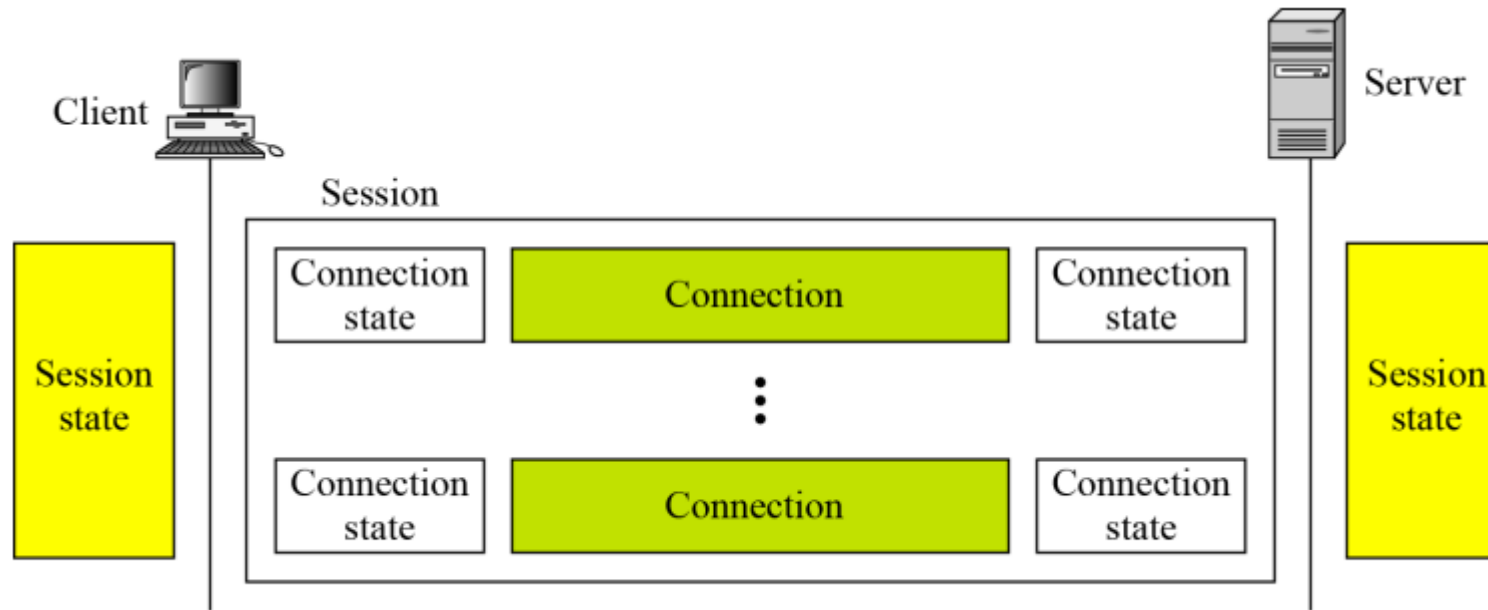 Client
Server
Session
Connection
state
Connection
Connection
state
Session
state
Session
state
Connection
state
Connection
Connection
state